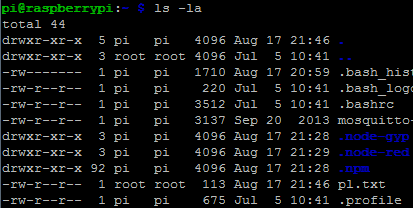 pi@raspberrypi:~ $ ls -la
total 44
drwxr-xr-x  5 pi   pi   4096 Aug 17 21:46 .
drwxr-xr-x  3 root root 4096 Jul  5 10:41 ..
-rw-------  1 pi   pi   1710 Aug 17 20:59 .bash_hist
-rw-r--r--  1 pi   pi    220 Jul  5 10:41 .bash_logo
-rw-r--r--  1 pi   pi   3512 Jul  5 10:41 .bashrc
-rw-r--r--  1 pi   pi   3137 Sep 20  2013 mosquitto-
drwxr-xr-x  3 pi   pi   4096 Aug 17 21:28 .node-gyp
drwxr-xr-x  3 pi   pi   4096 Aug 17 21:29 .node-red
drwxr-xr-x 92 pi   pi   4096 Aug 17 21:28 .npm
-rw-r--r--  1 root root  113 Aug 17 21:46 pl.txt
-rw-r--r--  1 pi   pi    675 Jul  5 10:41 .profile